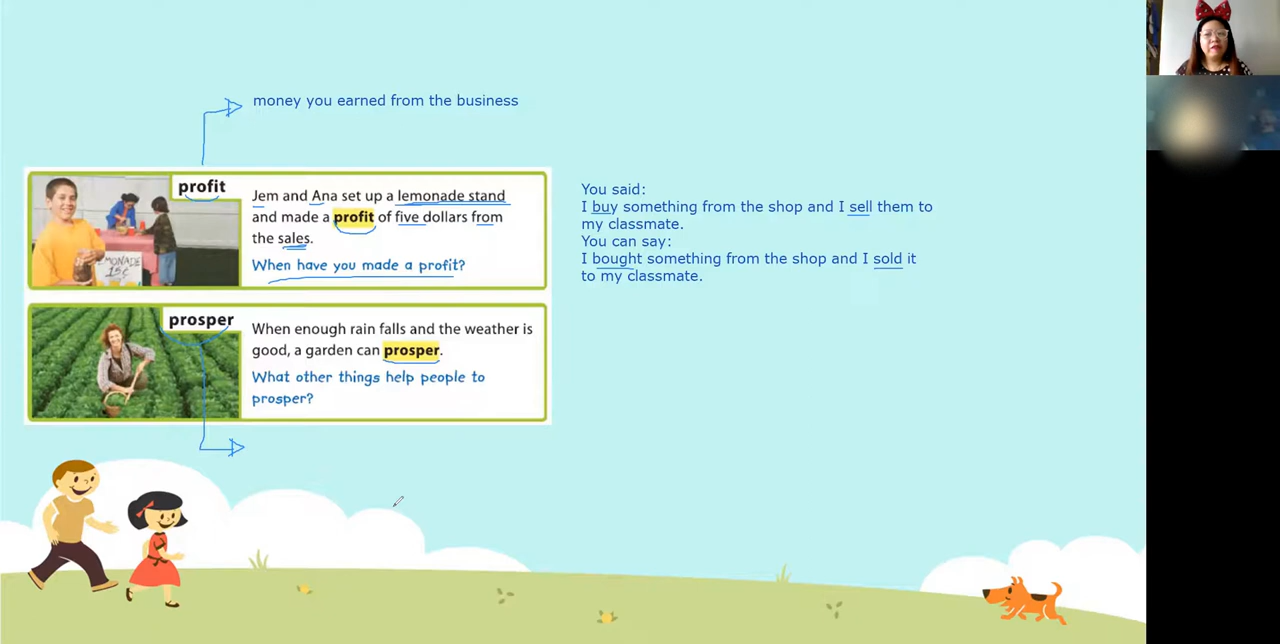 money you earned from the business
profit
Jem and Ana set up a lemonade stand
and made a profit of five dollars from
the sales.
When have you made a profit?
LEMONADE
15¢
You said:
I buy something from the shop and I sell them to
my classmate.
You can say:
I bought something from the shop and I sold it
to my classmate.
prosper
When enough rain falls and the weather is
good, a garden can prosper.
What other things help people to
prosper?